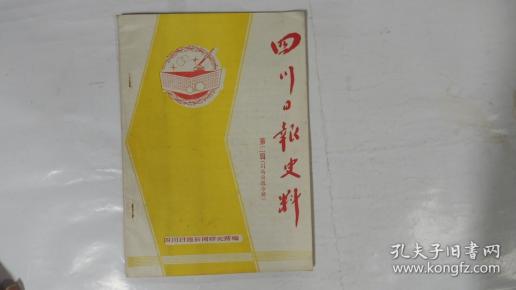 四川日报史料
第二辑
四川日报新闻研究所编
孔夫子旧书网
www.kongfz.com